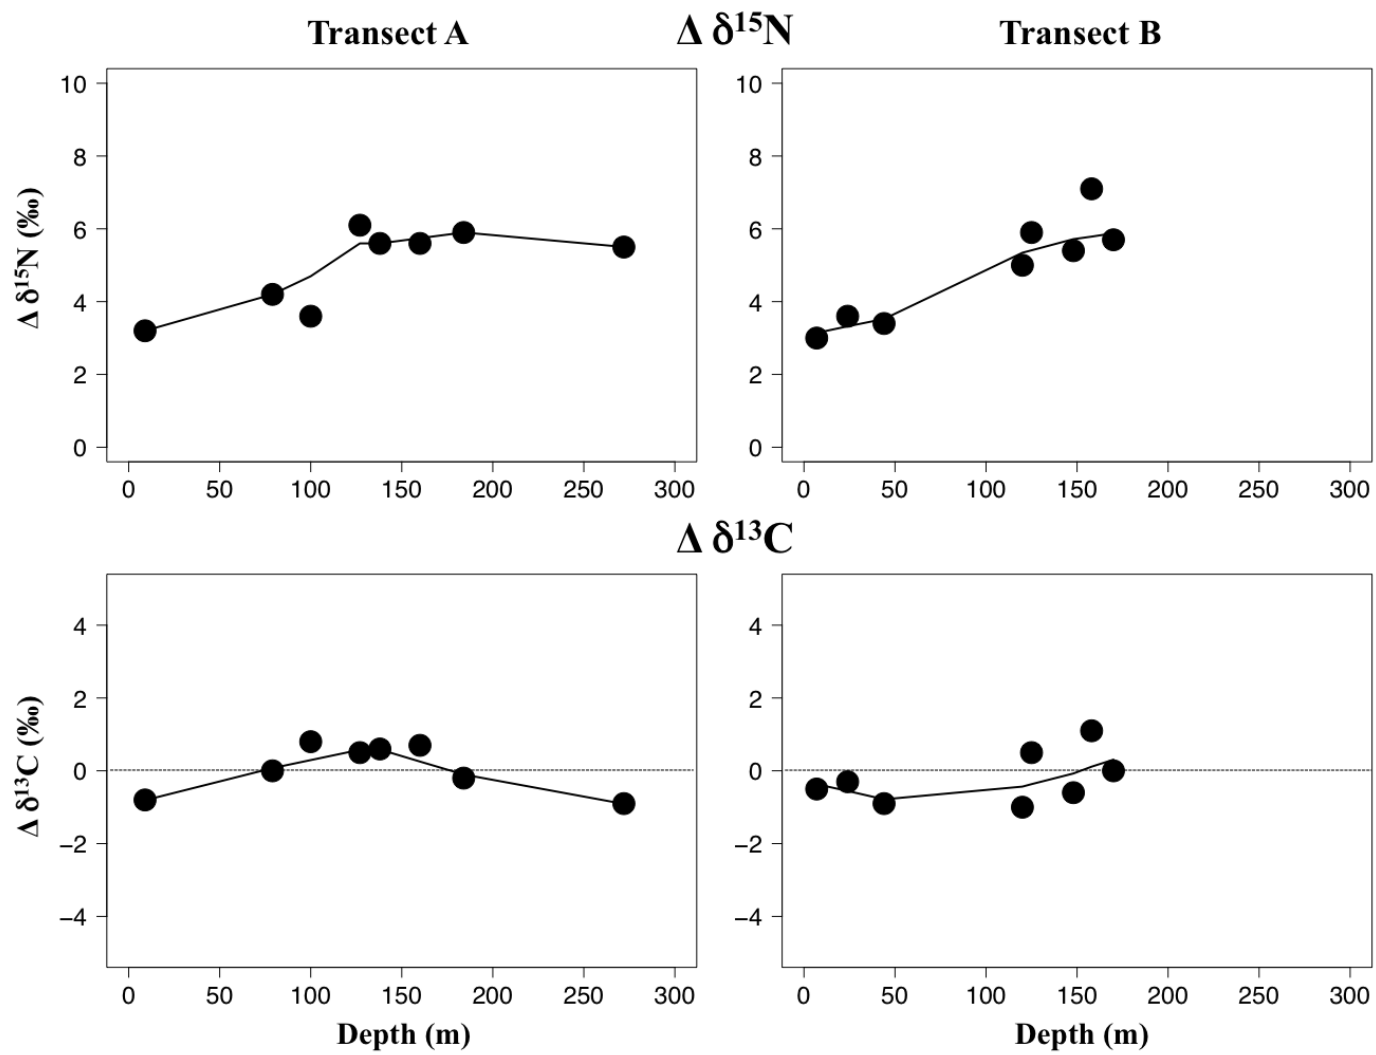 Transect A Δ δ¹⁵N Transect B
10 10
8 8
6 6
4 4
2 2
0 0
Δ δ¹⁵N (‰)
0 50 100 150 200 250 300 0 50 100 150 200 250 300
Δ δ¹³C
4 4
2 2
0 0
−2 −2
−4 −4
Δ δ¹³C (‰)
0 50 100 150 200 250 300 0 50 100 150 200 250 300
Depth (m) Depth (m)